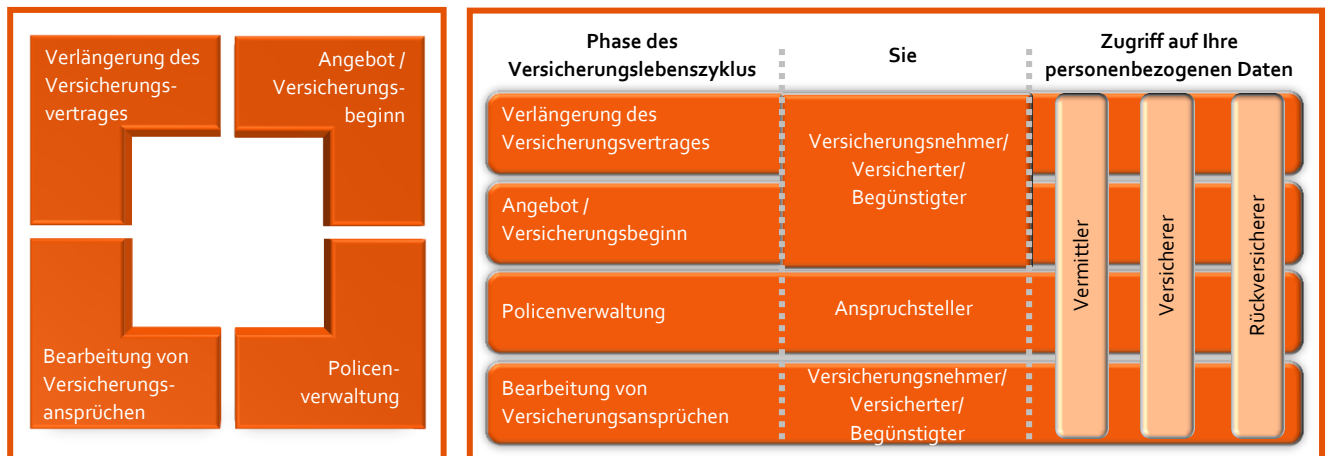 Verlängerung des
Versicherungs-
vertrages
Angebot /
Versicherungs-
beginn
Bearbeitung von
Versicherungs-
ansprüchen
Policen-
verwaltung
Phase des
Versicherungslebenszyklus
Sie
Zugriff auf Ihre
personenbezogenen Daten
Verlängerung des
Versicherungsvertrages
Versicherungsnehmer/
Versicherter/
Begünstigter
Angebot /
Versicherungsbeginn
Policenverwaltung
Anspruchsteller
Bearbeitung von
Versicherungsansprüchen
Versicherungsnehmer/
Versicherter/
Begünstigter
Vermittler
Versicherer
Rückversicherer